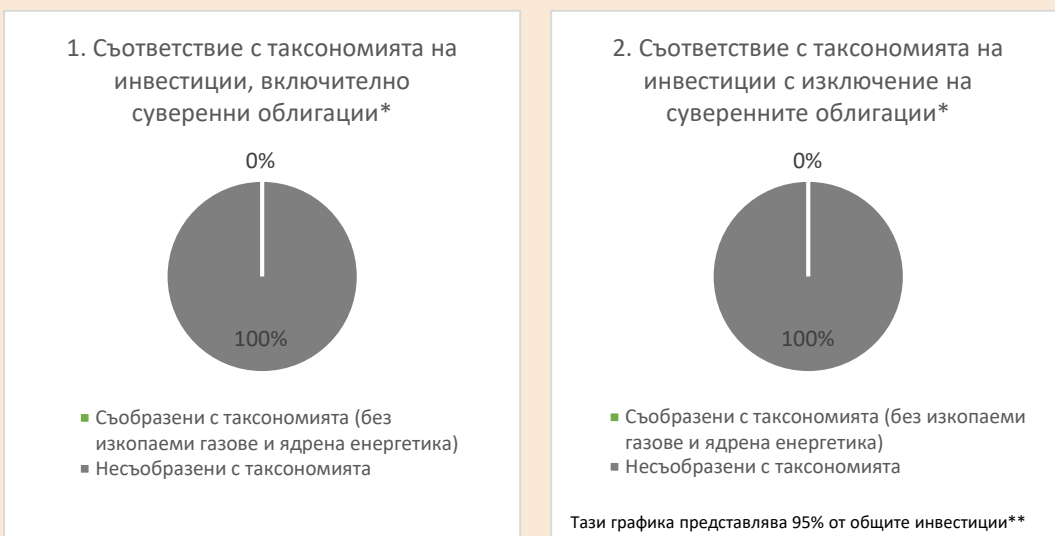 1. Съответствие с таксономията на
инвестиции, включително
суверенни облигации*
0%
100%
Съобразени с таксономията (без
изкопаеми газове и ядрена енергетика)
Несъобразени с таксономията
2. Съответствие с таксономията на
инвестиции с изключение на
суверенните облигации*
0%
100%
Съобразени с таксономията (без изкопаеми
газове и ядрена енергетика)
Несъобразени с таксономията
Тази графика представлява 95% от общите инвестиции**